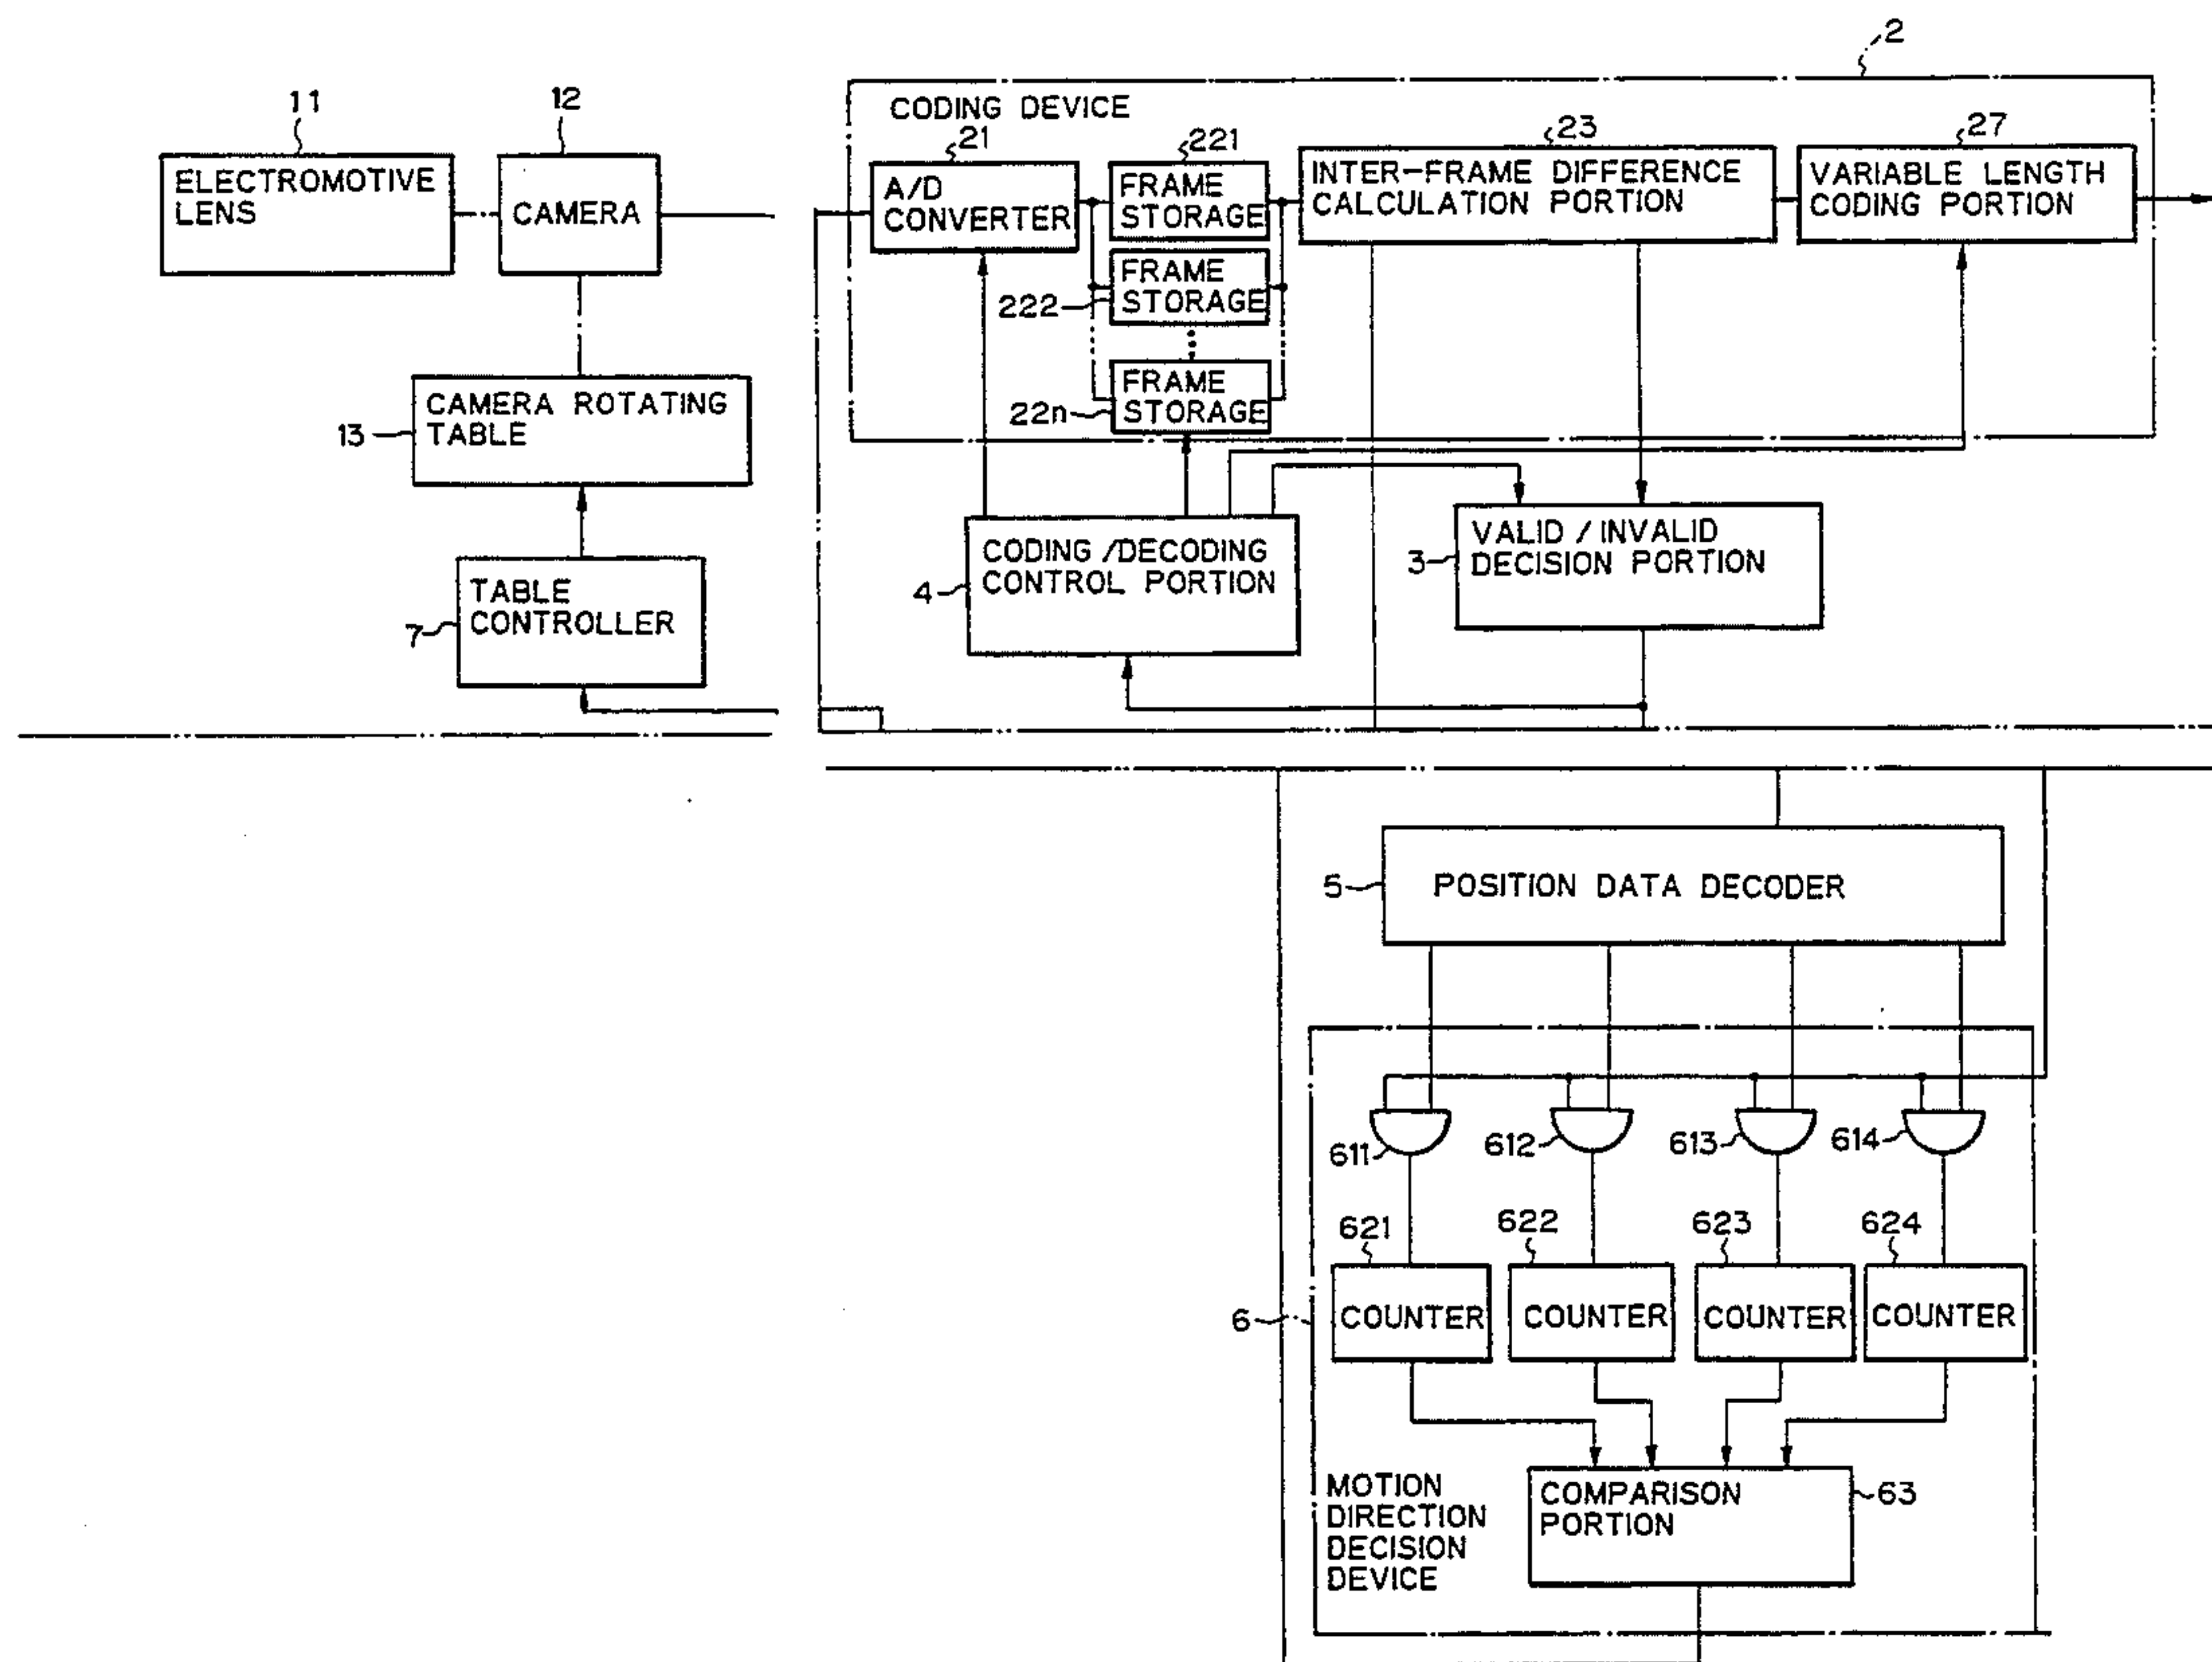 2
11
12
CODING DEVICE
21
221
23
27
ELECTROMOTIVE
LENS
CAMERA
A/D
CONVERTER
FRAME
STORAGE
INTER-FRAME DIFFERENCE
CALCULATION PORTION
VARIABLE LENGTH
CODING PORTION
222
FRAME
STORAGE
22n
FRAME
STORAGE
13
CAMERA ROTATING
TABLE
7
TABLE
CONTROLLER
4
CODING/DECODING
CONTROL PORTION
3
VALID/INVALID
DECISION PORTION
5
POSITION DATA DECODER
611
612
613
614
621
622
623
624
6
COUNTER
COUNTER
COUNTER
COUNTER
MOTION
DIRECTION
DECISION
DEVICE
COMPARISON
PORTION
63